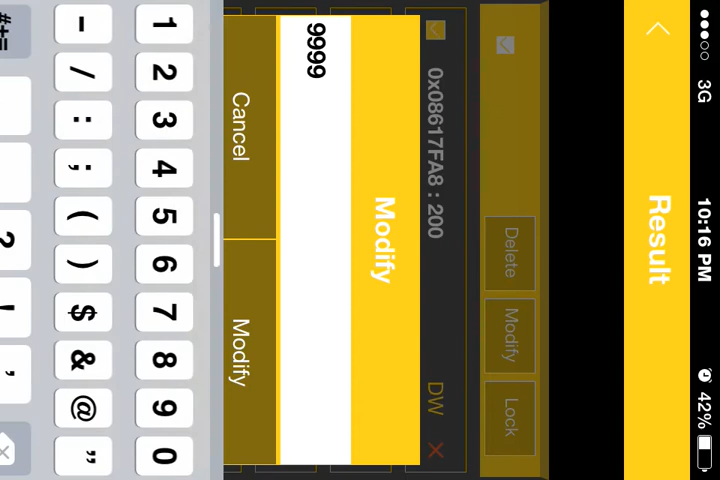 3G 10:16 PM 42%
Result
Delete Modify Lock
0x08617FA8 : 200 DW
Modify
9999
Cancel Modify
1 2 3 4 5 6 7 8 9 0
- / : ; ( ) $ & @ "
#+= ? ! '